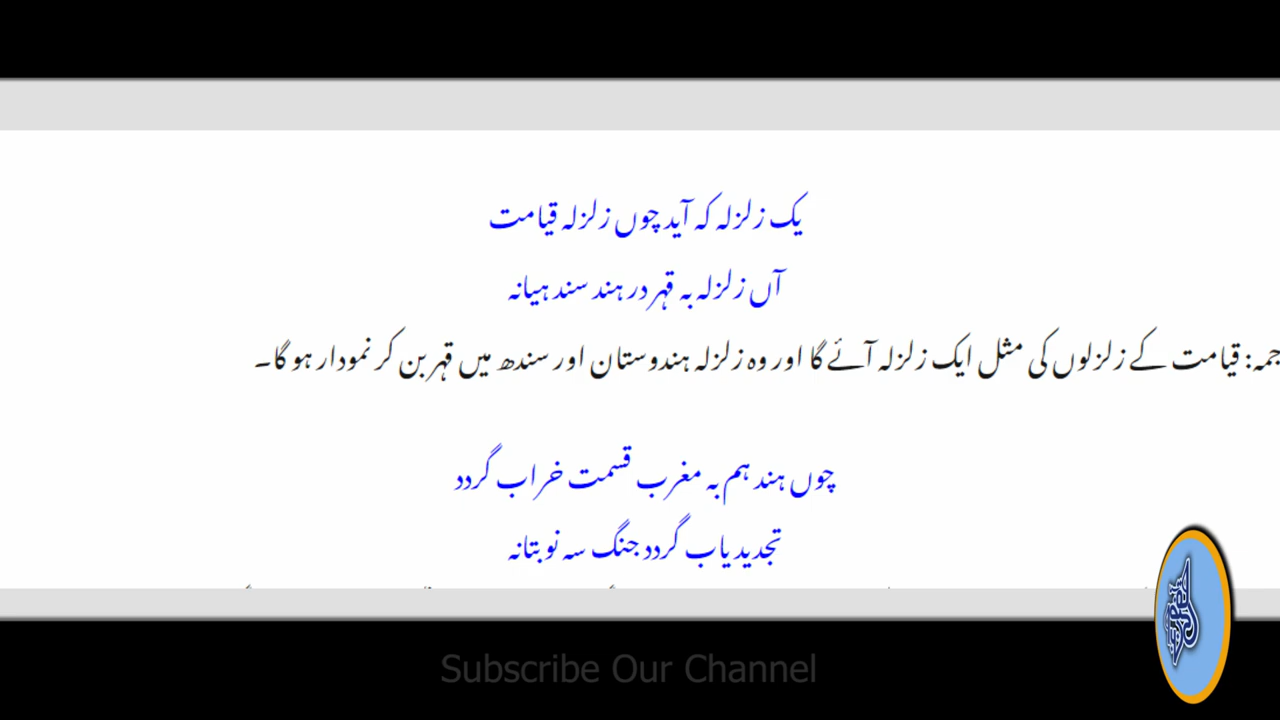 یک زلزلہ کہ آید چوں زلزلہ قیامت
آں زلزلہ بہ قہر در ہند سند ہیانہ
جمہ: قیامت کے زلزلوں کی مثل ایک زلزلہ آئے گا اور وہ زلزلہ ہندوستان اور سندھ میں قہر بن کر نمودار ہو گا۔
چوں ہند ہم بہ مغرب قسمت خراب گردد
تجدید یاب گردد جنگ سہ نوبتانہ
Subscribe Our Channel